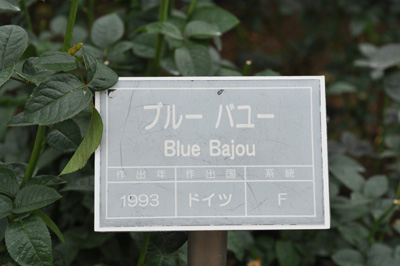 ブルー バユー
Blue Bajou
作出年 作出国 系統
1993 ドイツ F